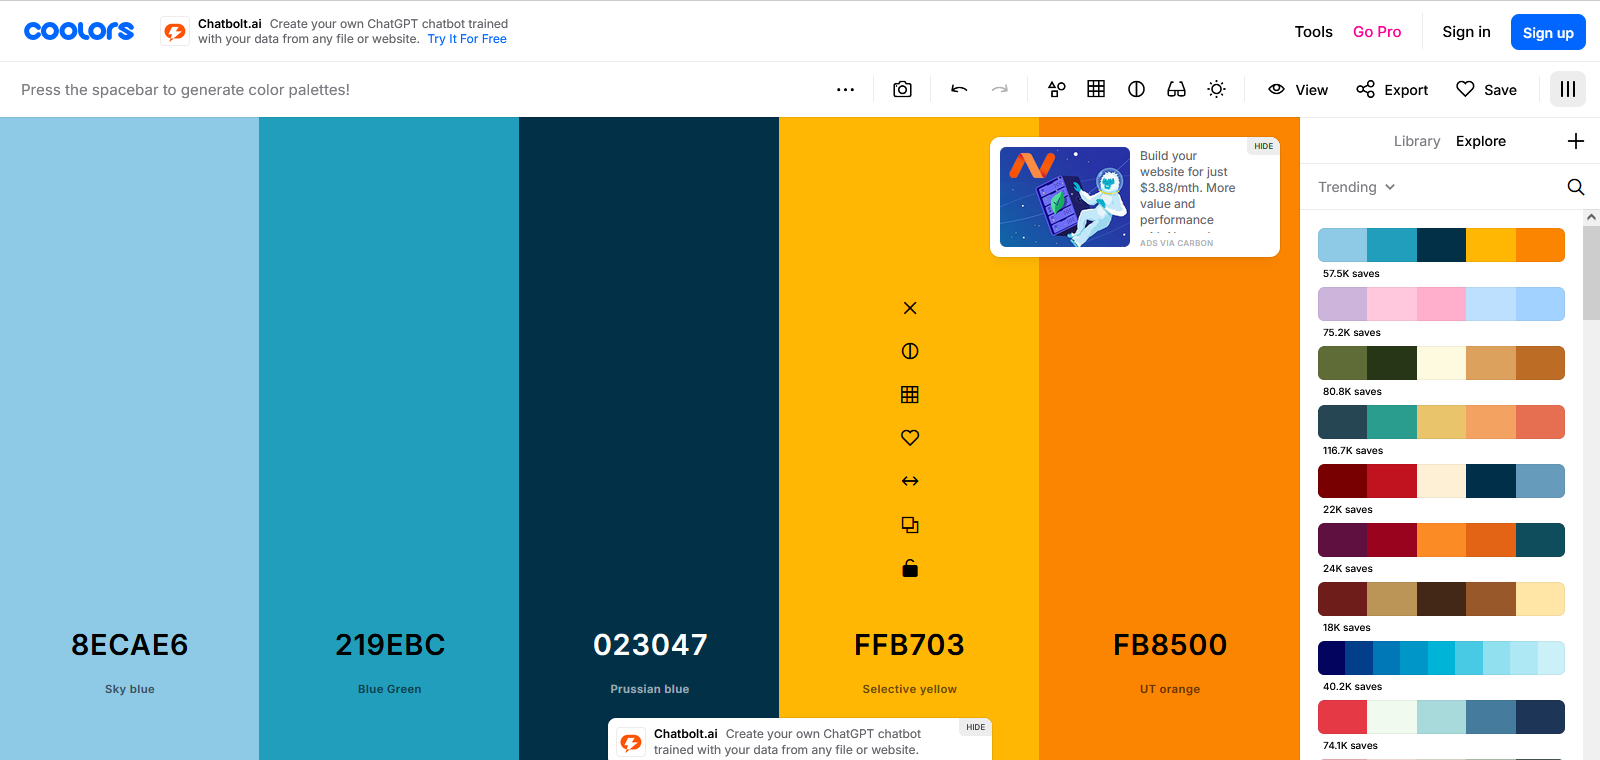 coolors
Chatbolt.ai Create your own ChatGPT chatbot trained
with your data from any file or website. Try It For Free
Tools
Go Pro
Sign in
Sign up
Press the spacebar to generate color palettes!
View
Export
Save
Library
Explore
Trending
HIDE
Build your
website for just
$3.88/mth. More
value and
performance
ADS VIA CARBON
8ECAE6
Sky blue
219EBC
Blue Green
023047
Prussian blue
FFB703
Selective yellow
FB8500
UT orange
HIDE
Chatbolt.ai Create your own ChatGPT chatbot
trained with your data from any file or website.
57.5K saves
75.2K saves
80.8K saves
116.7K saves
22K saves
24K saves
18K saves
40.2K saves
74.1K saves